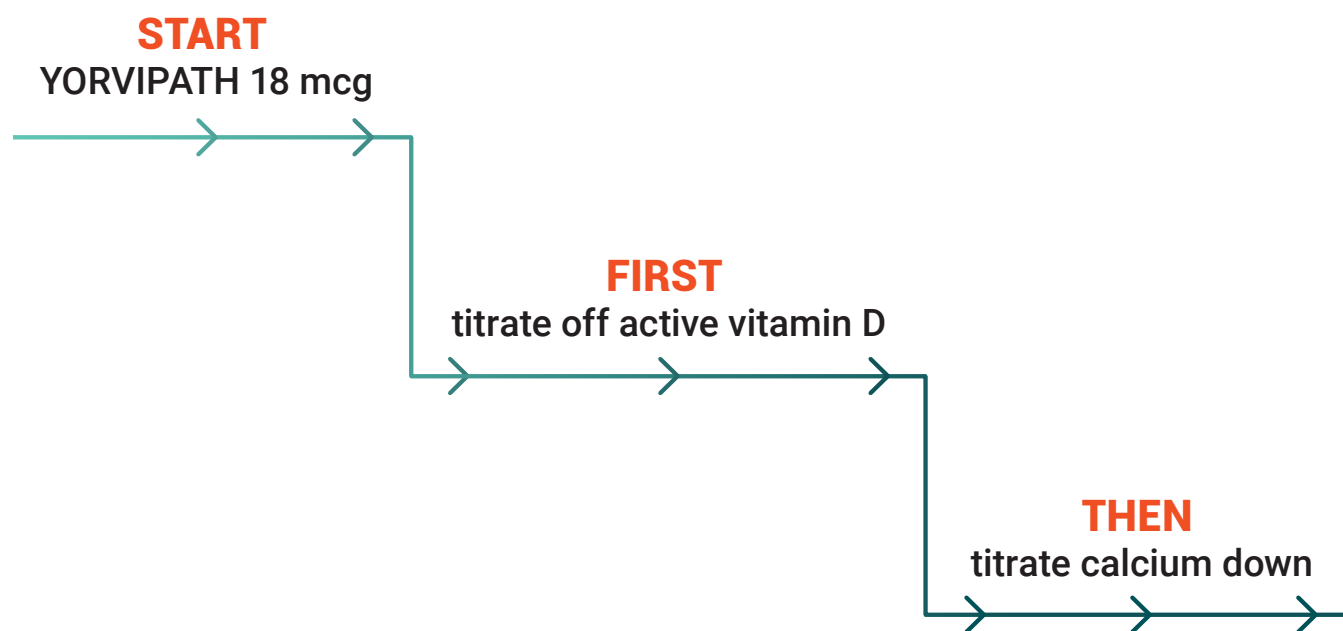 START
YORVIPATH 18 mcg
FIRST
titrate off active vitamin D
THEN
titrate calcium down